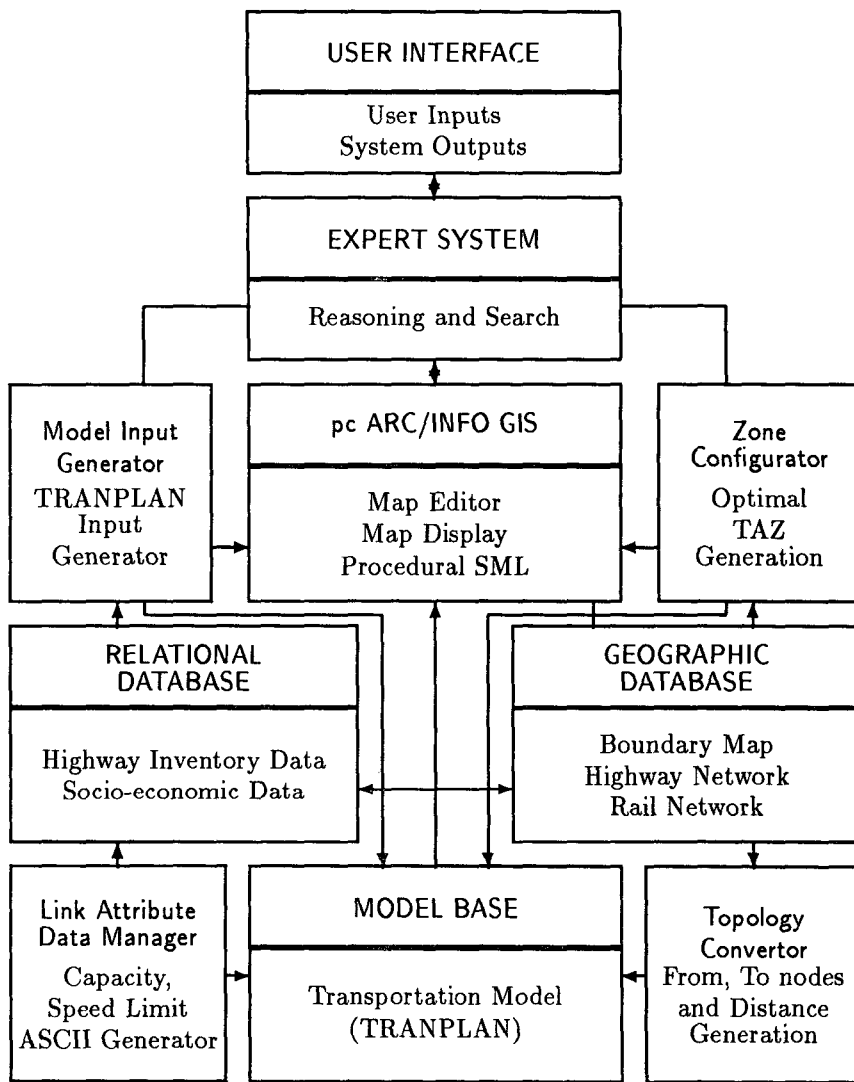 USER INTERFACE
User Inputs
System Outputs
EXPERT SYSTEM
Reasoning and Search
Model Input
Generator
TRANPLAN
Input
Generator
pc ARC/INFO GIS
Map Editor
Map Display
Procedural SML
Zone
Configurator
Optimal
TAZ
Generation
RELATIONAL
DATABASE
Highway Inventory Data
Socio-economic Data
GEOGRAPHIC
DATABASE
Boundary Map
Highway Network
Rail Network
Link Attribute
Data Manager
Capacity,
Speed Limit
ASCII Generator
MODEL BASE
Transportation Model
(TRANPLAN)
Topology
Convertor
From, To nodes
and Distance
Generation